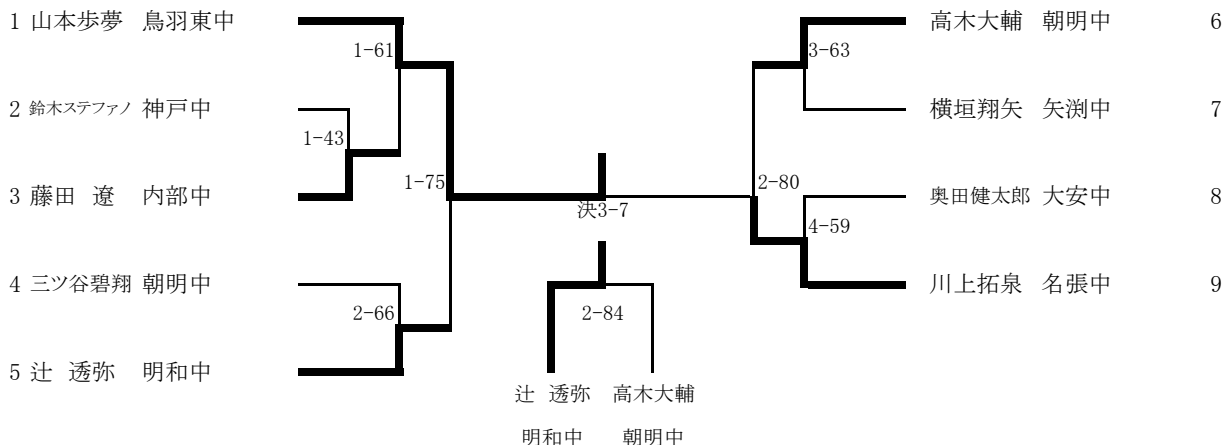 1 山本歩夢 鳥羽東中
高木大輔 朝明中 6
1-61
3-63
2 鈴木ステファノ 神戸中
横垣翔矢 矢渕中 7
1-43
1-75
2-80
3 藤田 遼 内部中
奥田健太郎 大安中 8
決3-7
4-59
4 三ツ谷碧翔 朝明中
川上拓泉 名張中 9
2-66
2-84
5 辻 透弥 明和中
辻 透弥 高木大輔
明和中 朝明中